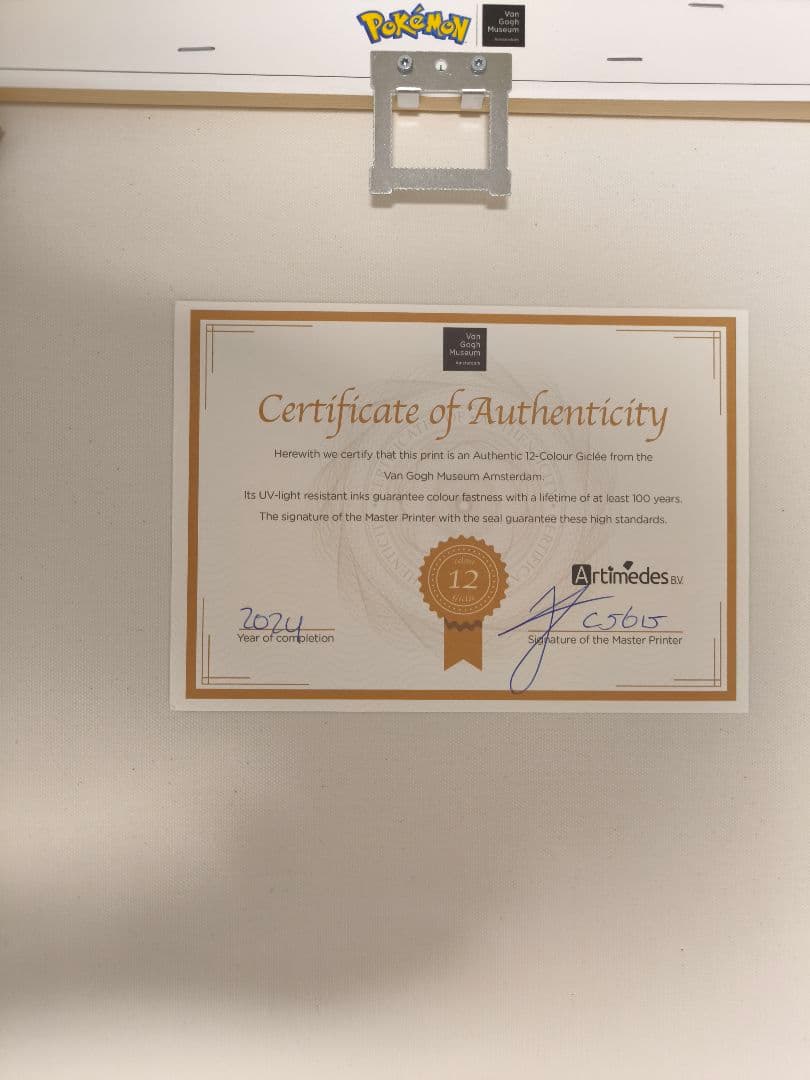 POKÉMON
Van
Gogh
Museum
Amsterdam
Van
Gogh
Museum
Amsterdam
Certificate of Authenticity
Herewith we certify that this print is an Authentic 12-Colour Giclée from the
Van Gogh Museum Amsterdam.
Its UV-light resistant inks guarantee colour fastness with a lifetime of at least 100 years.
The signature of the Master Printer with the seal guarantee these high standards.
12
Artimedes B.V.
2024
Year of completion
Signature of the Master Printer